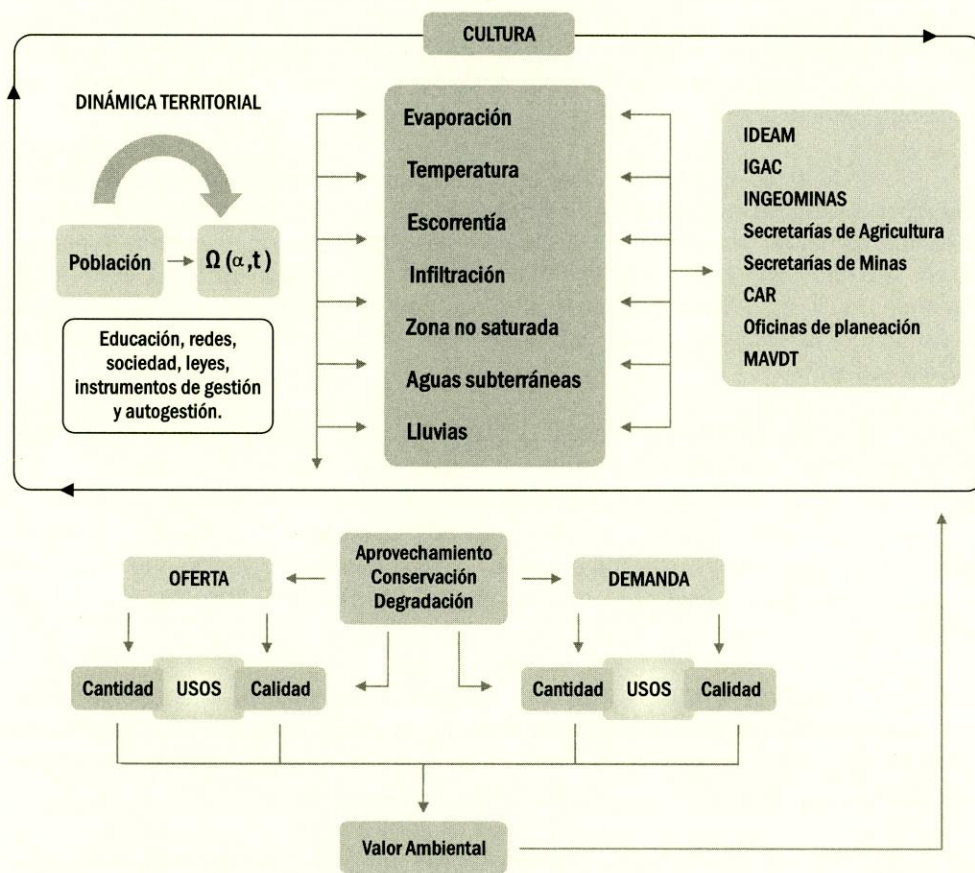 CULTURA
DINÁMICA TERRITORIAL
Población
Ω (α,t)
Educación, redes,
sociedad, leyes,
instrumentos de gestión
y autogestión.
Evaporación
Temperatura
Escorrentía
Infiltración
Zona no saturada
Aguas subterráneas
Lluvias
IDEAM
IGAC
INGEOMINAS
Secretarías de Agricultura
Secretarías de Minas
CAR
Oficinas de planeación
MAVDT
Aprovechamiento
Conservación
Degradación
OFERTA
DEMANDA
Cantidad USOS Calidad
Cantidad USOS Calidad
Valor Ambiental